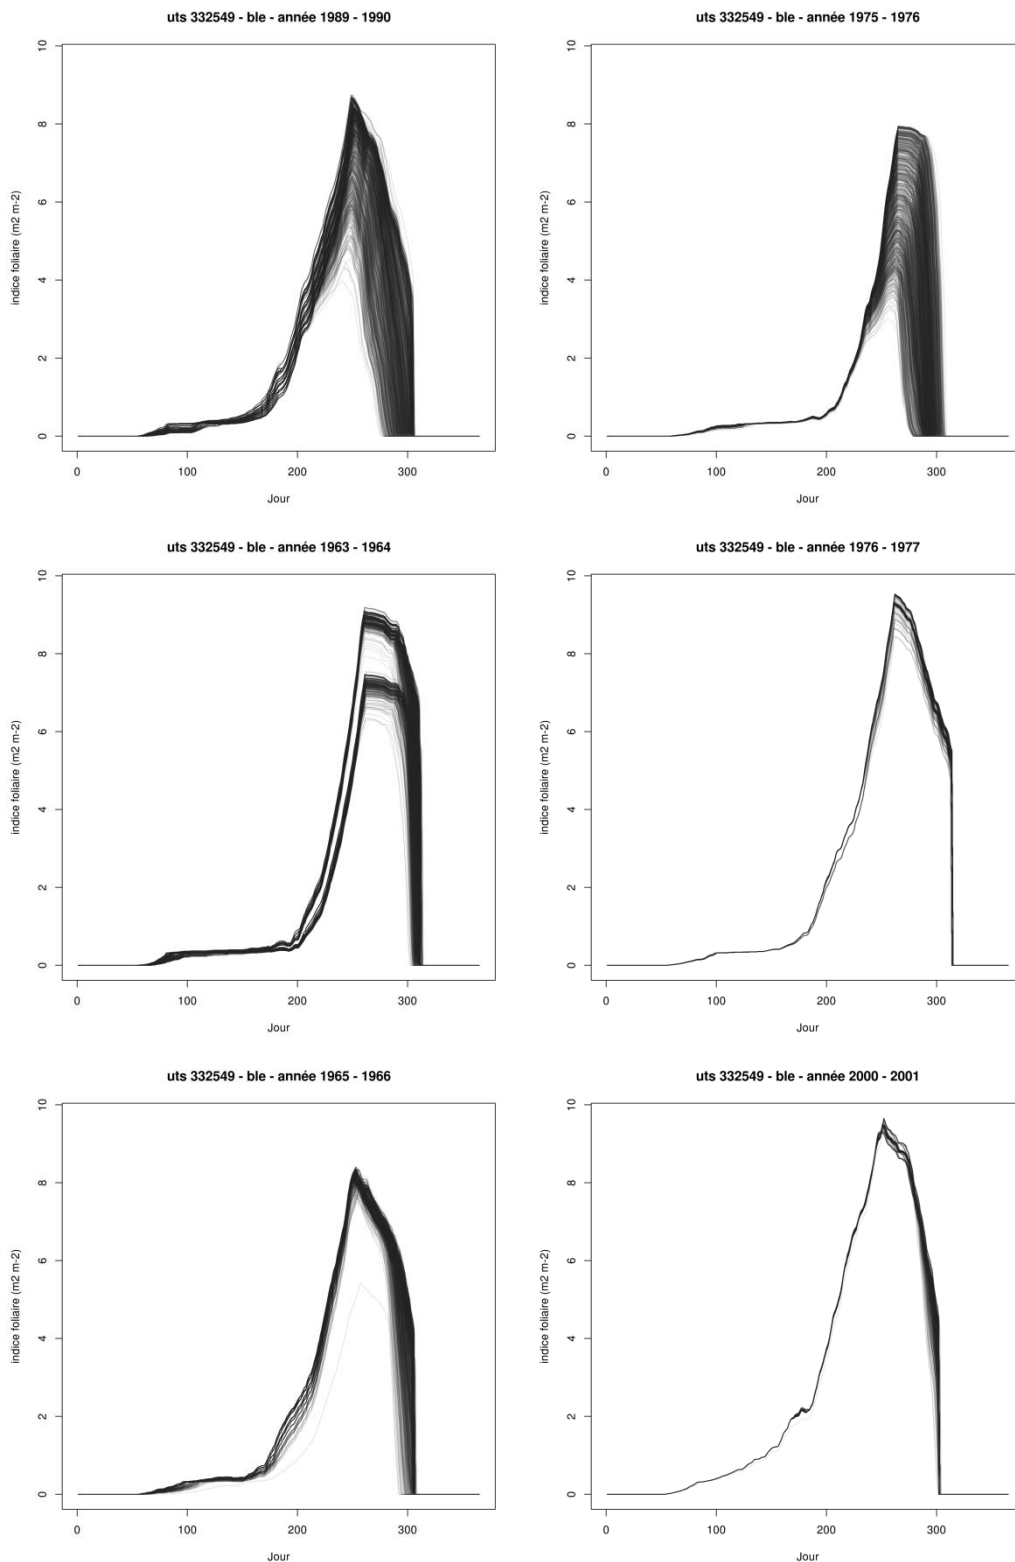 uts 332549 - ble - année 1989 - 1990
10
8
6
4
2
0
indice foliaire (m2 m-2)
0 100 200 300
Jour
uts 332549 - ble - année 1975 - 1976
10
8
6
4
2
0
indice foliaire (m2 m-2)
0 100 200 300
Jour
uts 332549 - ble - année 1963 - 1964
10
8
6
4
2
0
indice foliaire (m2 m-2)
0 100 200 300
Jour
uts 332549 - ble - année 1976 - 1977
10
8
6
4
2
0
indice foliaire (m2 m-2)
0 100 200 300
Jour
uts 332549 - ble - année 1965 - 1966
10
8
6
4
2
0
indice foliaire (m2 m-2)
0 100 200 300
Jour
uts 332549 - ble - année 2000 - 2001
10
8
6
4
2
0
indice foliaire (m2 m-2)
0 100 200 300
Jour